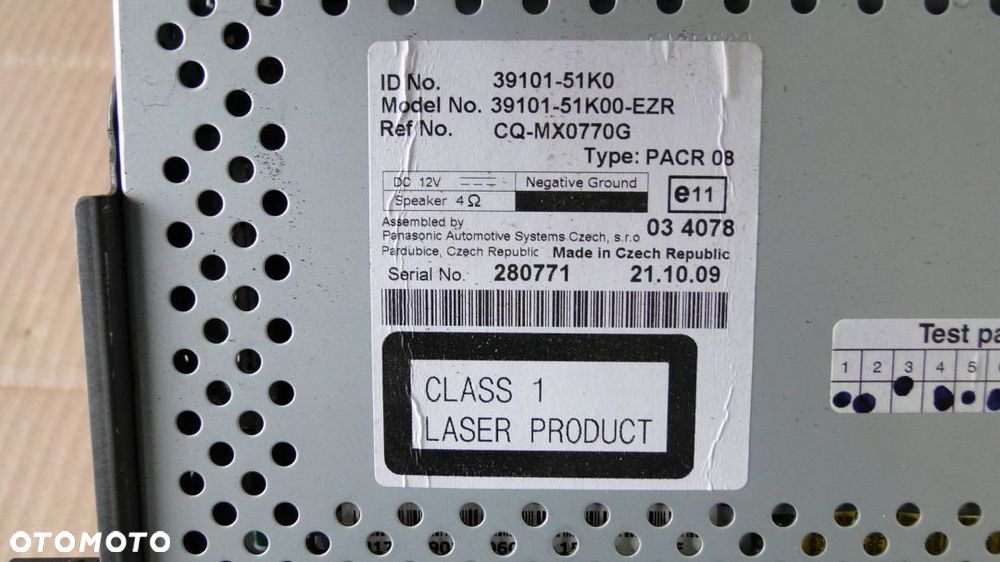 ID No. 39101-51K0
Model No. 39101-51K00-EZR
Ref No. CQ-MX0770G
Type: PACR 08
DC 12V Negative Ground
Speaker 4Ω
e11
Assembled by
03 4078
Panasonic Automotive Systems Czech, s.r.o
Pardubice, Czech Republic Made in Czech Republic
Serial No. 280771 21.10.09
CLASS 1
LASER PRODUCT
Test pa
1 2 3 4 5
OTOMOTO